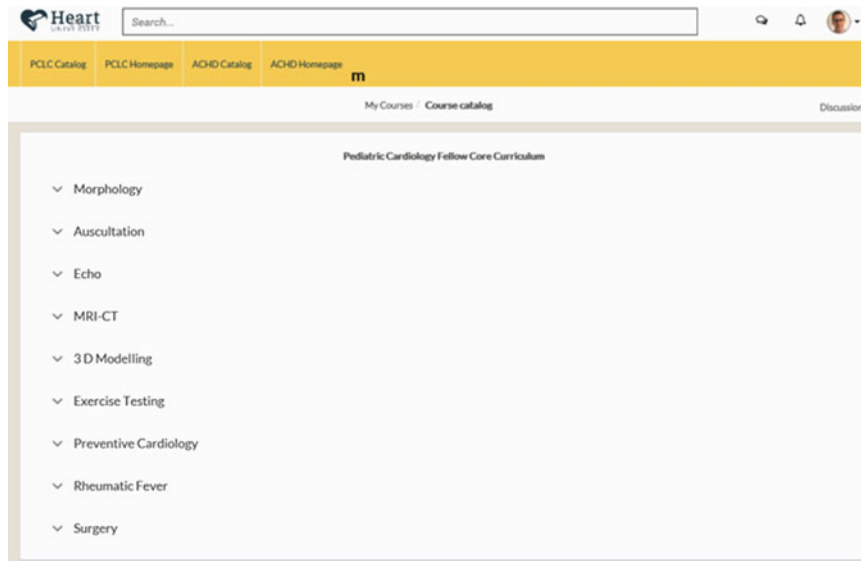 Heart
UNIVERSITY
Search...
PCLC Catalog PCLC Homepage ACHD Catalog ACHD Homepage
m
My Courses / Course catalog
Discussion
Pediatric Cardiology Fellow Core Curriculum
Morphology
Auscultation
Echo
MRI-CT
3 D Modelling
Exercise Testing
Preventive Cardiology
Rheumatic Fever
Surgery